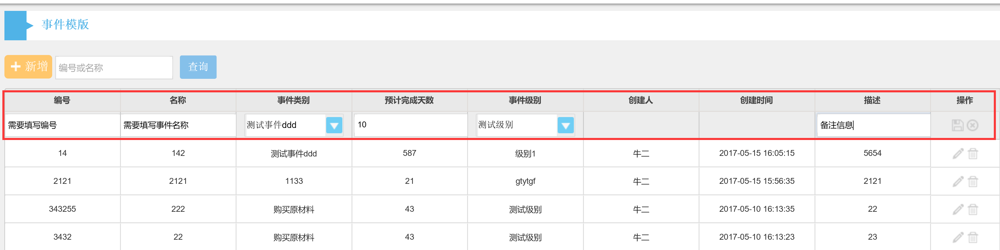 事件模版
新增 编号或名称 查询
编号 名称 事件类别 预计完成天数 事件级别 创建人 创建时间 描述 操作
需要填写编号 需要填写事件名称 测试事件ddd 10 测试级别 备注信息
14 142 测试事件ddd 587 级别1 牛二 2017-05-15 16:05:15 5654
2121 2121 1133 21 gtytgf 牛二 2017-05-15 15:56:35 2121
343255 222 购买原材料 43 测试级别 牛二 2017-05-10 16:13:35 22
3432 22 购买原材料 43 测试级别 牛二 2017-05-10 16:13:23 23